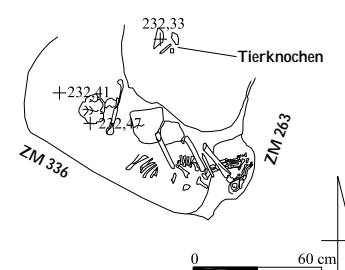 232,33
Tierknochen
232,41
232,47
ZM 263
ZM 336
0 60 cm